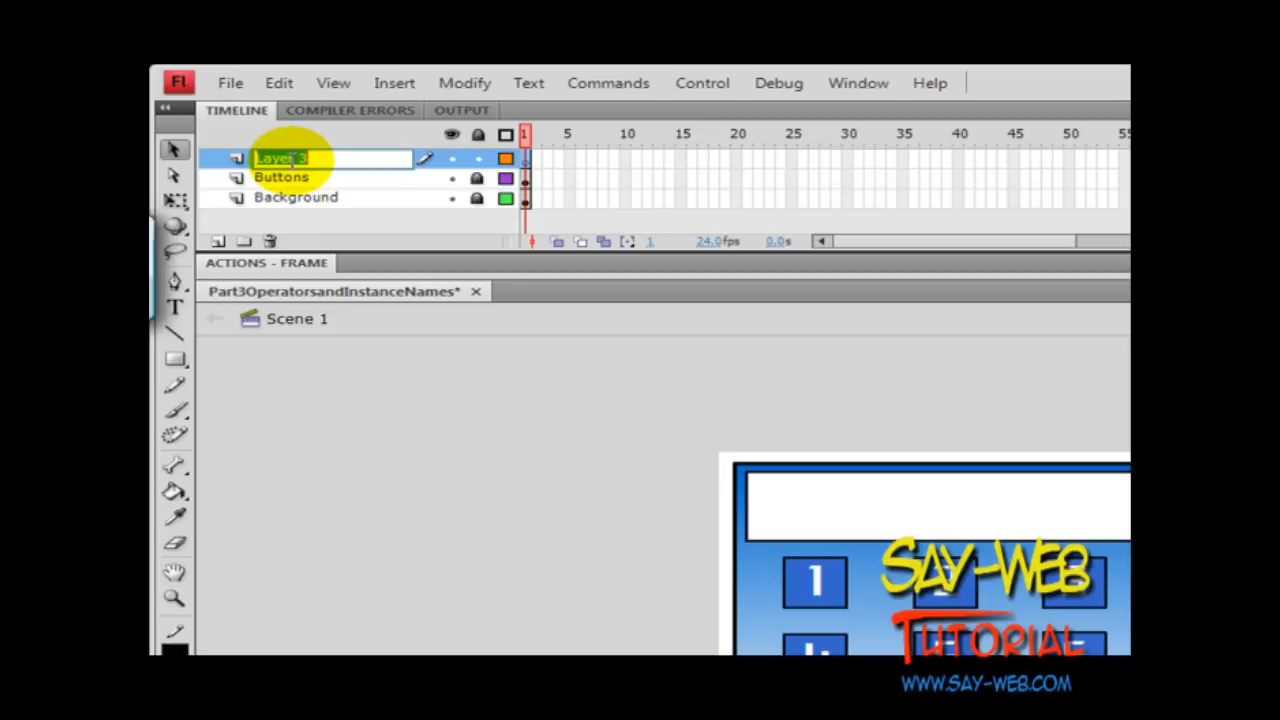 Fl File Edit View Insert Modify Text Commands Control Debug Window Help
TIMELINE COMPILER ERRORS OUTPUT
1 5 10 15 20 25 30 35 40 45 50 55
Layer 3
Buttons
Background
1 24.0fps 0.0s
ACTIONS - FRAME
Part3OperatorsandInstanceNames* ×
Scene 1
T
1 2
SAY-WEB
TUTORIAL
WWW.SAY-WEB.COM